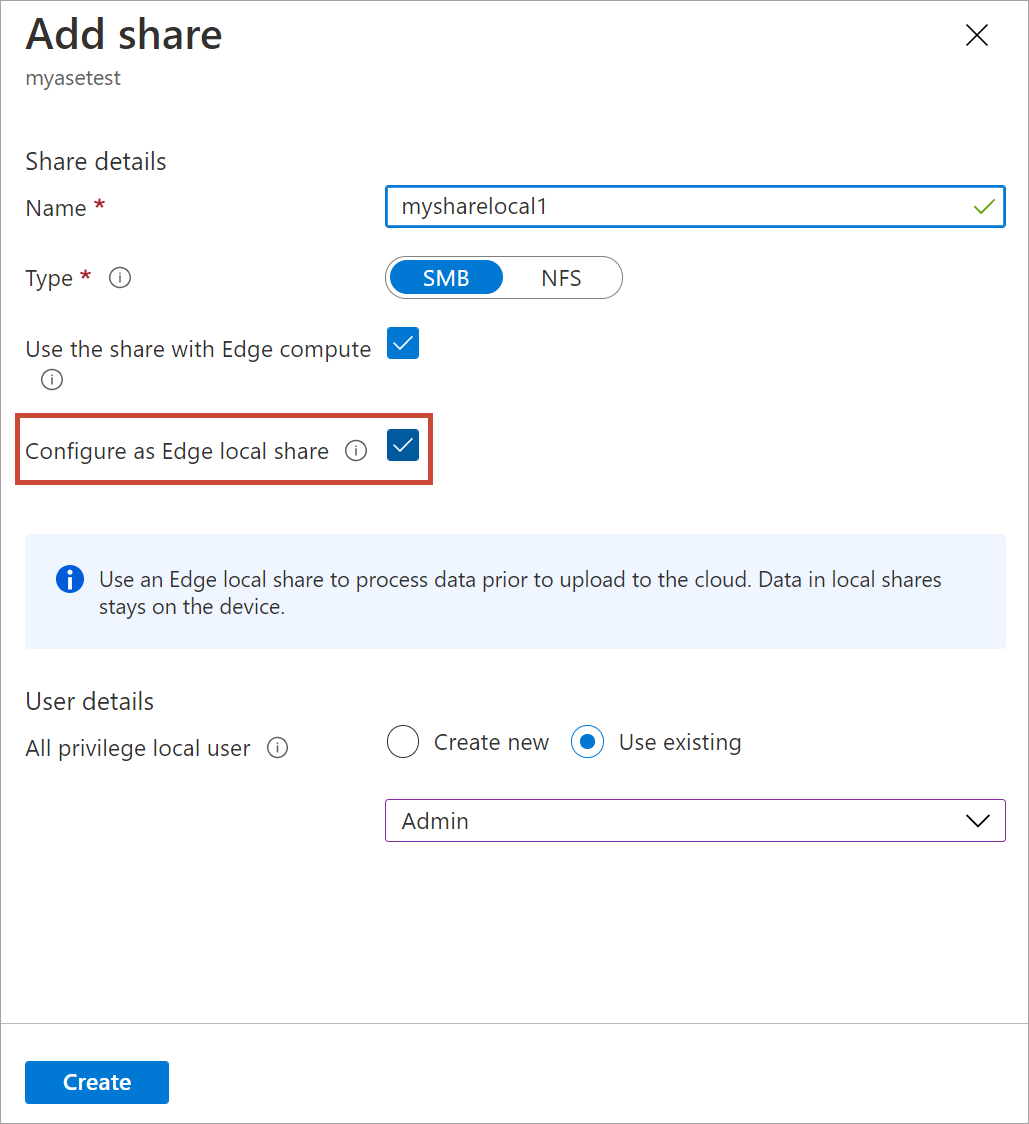 Add share
myasetest
Share details
Name *
mysharelocal1
Type *
SMB
NFS
Use the share with Edge compute
Configure as Edge local share
Use an Edge local share to process data prior to upload to the cloud. Data in local shares
stays on the device.
User details
All privilege local user
Create new
Use existing
Admin
Create